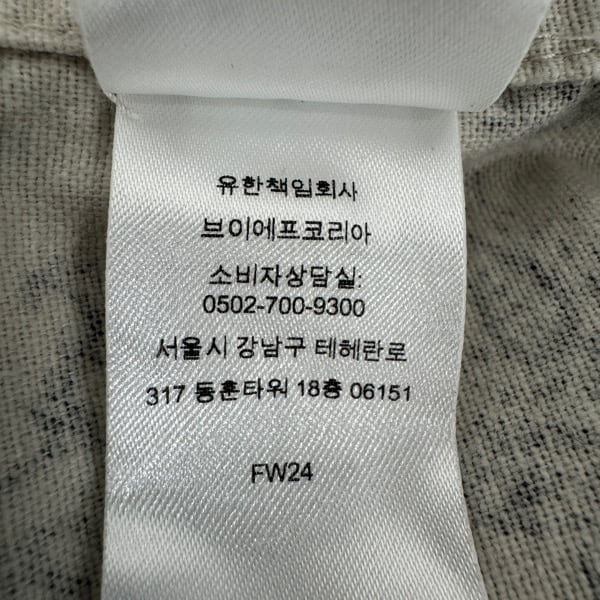 유한책임회사
브이에프코리아
소비자상담실:
0502-700-9300
서울시 강남구 테헤란로
317 동훈타워 18층 06151
FW24